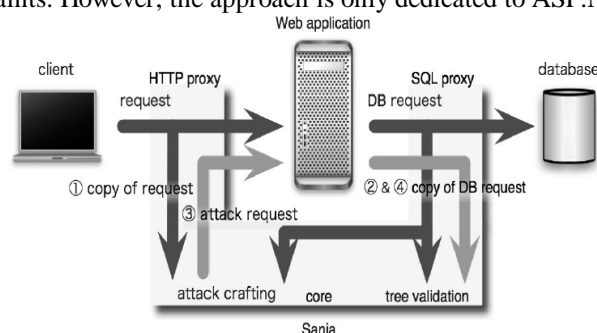 aints. However, the approach is only dedicated to ASP.N
Web application
client
HTTP proxy
SQL proxy
database
request
DB request
① copy of request
② & ④ copy of DB request
③ attack request
attack crafting
core
tree validation
Sania